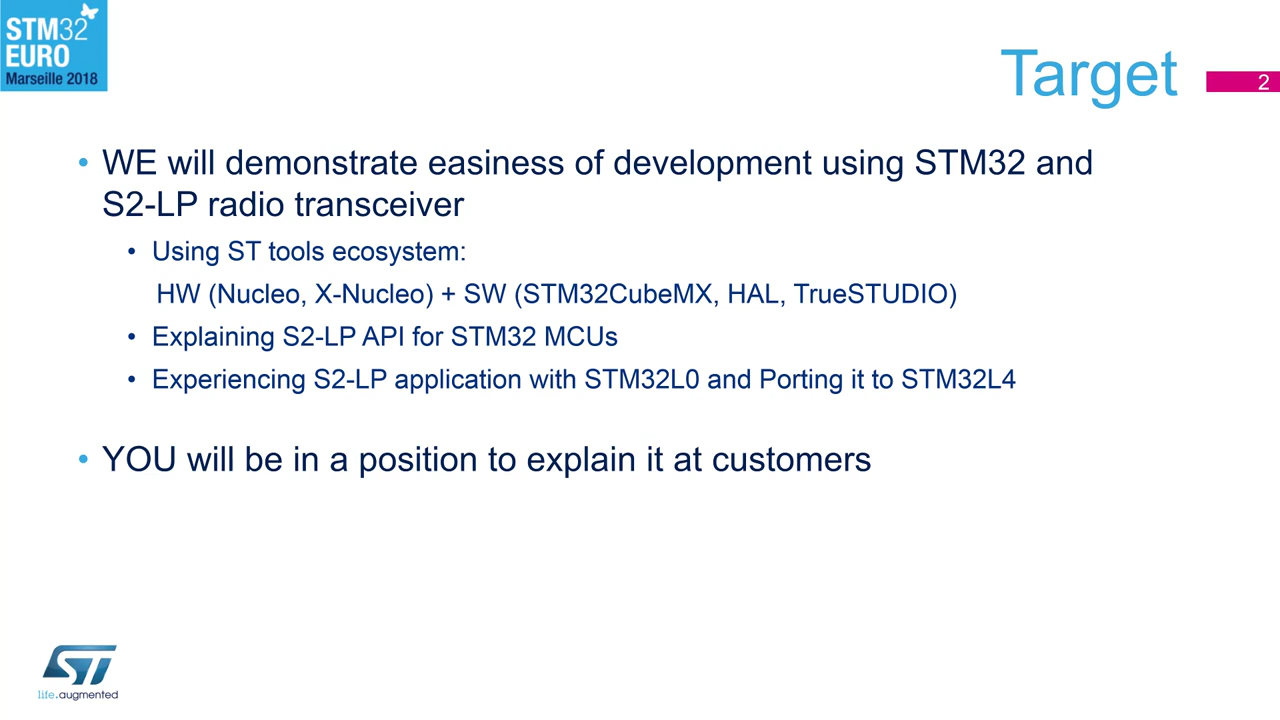 STM32
EURO
Marseille 2018
Target
2
• WE will demonstrate easiness of development using STM32 and
S2-LP radio transceiver
• Using ST tools ecosystem:
HW (Nucleo, X-Nucleo) + SW (STM32CubeMX, HAL, TrueSTUDIO)
• Explaining S2-LP API for STM32 MCUs
• Experiencing S2-LP application with STM32L0 and Porting it to STM32L4
• YOU will be in a position to explain it at customers
ST
life.augmented